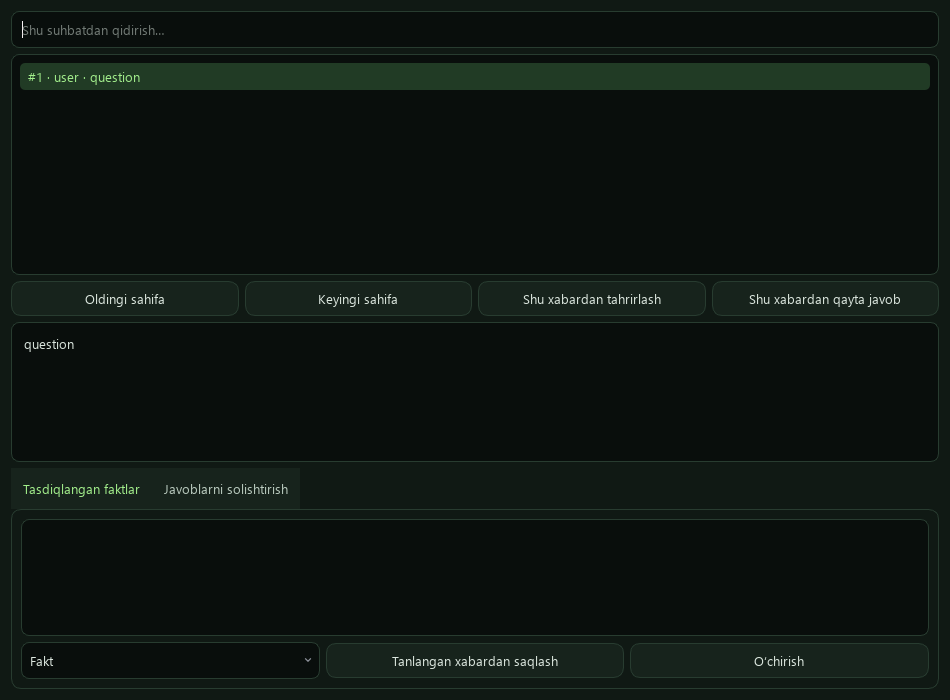 Shu suhbatdan qidirish...
#1 · user · question
Oldingi sahifa
Keyingi sahifa
Shu xabardan tahrirlash
Shu xabardan qayta javob
question
Tasdiqlangan faktlar
Javoblarni solishtirish
Fakt
Tanlangan xabardan saqlash
O'chirish